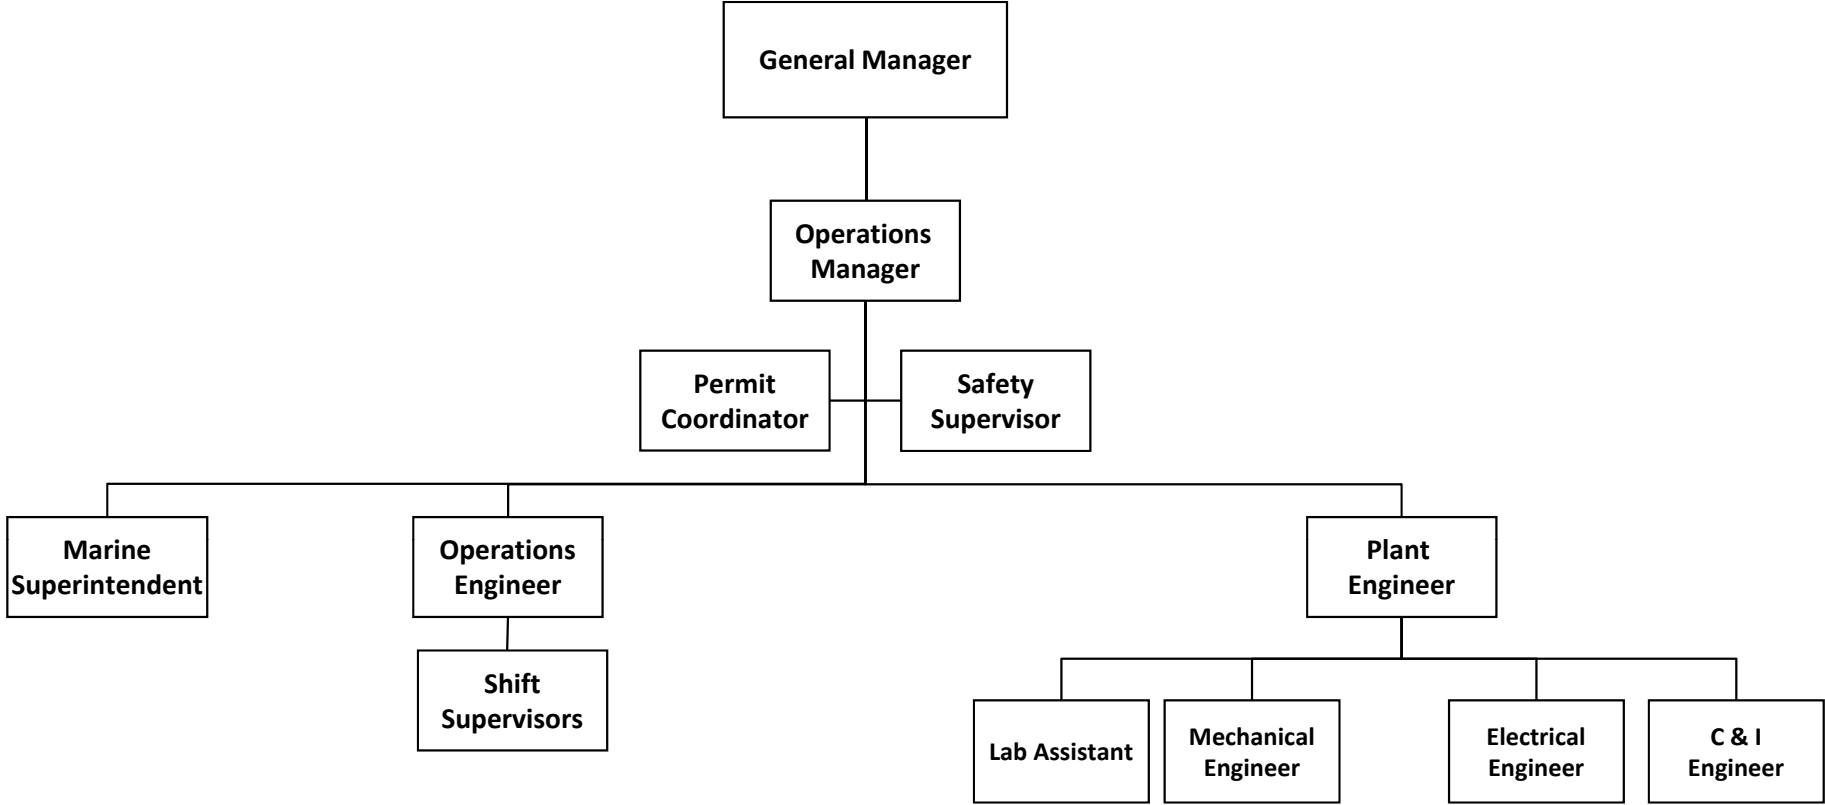 General Manager
Operations
Manager
Permit
Coordinator
Safety
Supervisor
Marine
Superintendent
Operations
Engineer
Plant
Engineer
Shift
Supervisors
Lab Assistant
Mechanical
Engineer
Electrical
Engineer
C & I
Engineer